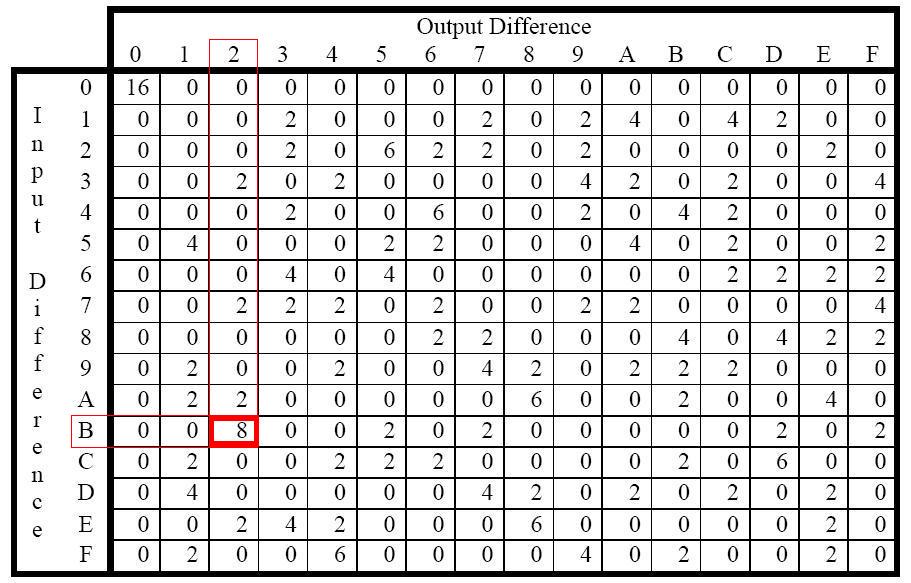 Output Difference
0 1 2 3 4 5 6 7 8 9 A B C D E F
Input Difference
0 16 0 0 0 0 0 0 0 0 0 0 0 0 0 0 0
1 0 0 0 2 0 0 0 2 0 2 4 0 4 2 0 0
2 0 0 0 2 0 6 2 2 0 2 0 0 0 0 2 0
3 0 0 2 0 2 0 0 0 0 4 2 0 2 0 0 4
4 0 0 0 2 0 0 6 0 0 2 0 4 2 0 0 0
5 0 4 0 0 0 2 2 0 0 0 4 0 2 0 0 2
6 0 0 0 4 0 4 0 0 0 0 0 0 2 2 2 2
7 0 0 2 2 2 0 2 0 0 2 2 0 0 0 0 4
8 0 0 0 0 0 0 2 2 0 0 0 4 0 4 2 2
9 0 2 0 0 2 0 0 4 2 0 2 2 2 0 0 0
A 0 2 2 0 0 0 0 0 6 0 0 2 0 0 4 0
B 0 0 8 0 0 2 0 2 0 0 0 0 0 2 0 2
C 0 2 0 0 2 2 2 0 0 0 0 2 0 6 0 0
D 0 4 0 0 0 0 0 4 2 0 2 0 2 0 2 0
E 0 0 2 4 2 0 0 0 6 0 0 0 0 0 2 0
F 0 2 0 0 6 0 0 0 0 4 0 2 0 0 2 0